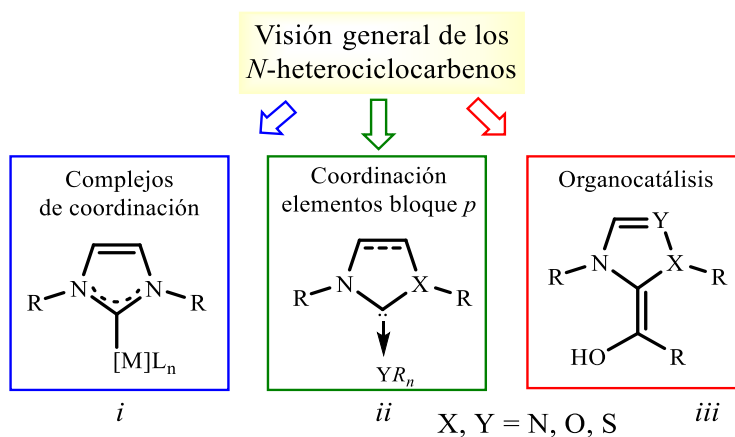 Visión general de los
N-heterociclocarbenos
Complejos
de coordinación
N
N
R
R
[M]Ln
i
Coordinación
elementos bloque p
N
X
R
R
YRn
ii
Organocatálisis
Y
N
X
R
R
HO
R
iii
X, Y = N, O, S